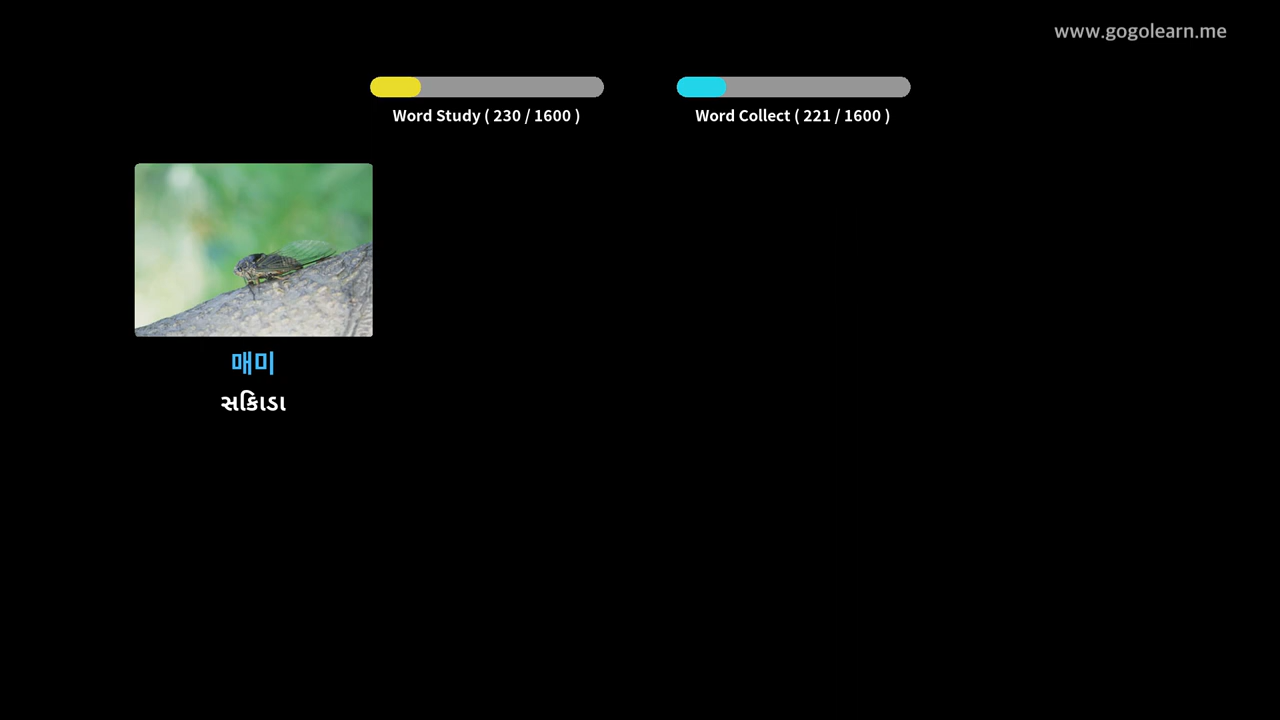 www.gogolearn.me
Word Study ( 230 / 1600 )
Word Collect ( 221 / 1600 )
매미
સિકાડા